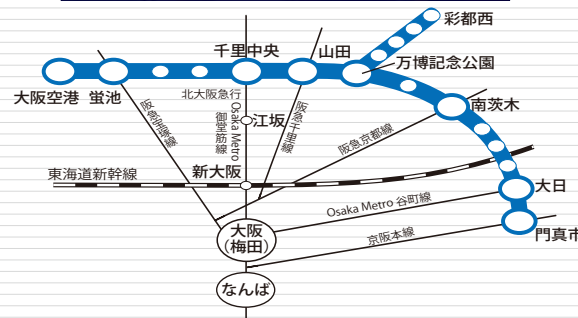 彩都西
千里中央
山田
万博記念公園
大阪空港
蛍池
北大阪急行
南茨木
阪急宝塚線
Osaka Metro
御堂筋線
江坂
阪急千里線
阪急京都線
東海道新幹線
新大阪
大日
Osaka Metro 谷町線
大阪
(梅田)
門真市
京阪本線
なんば